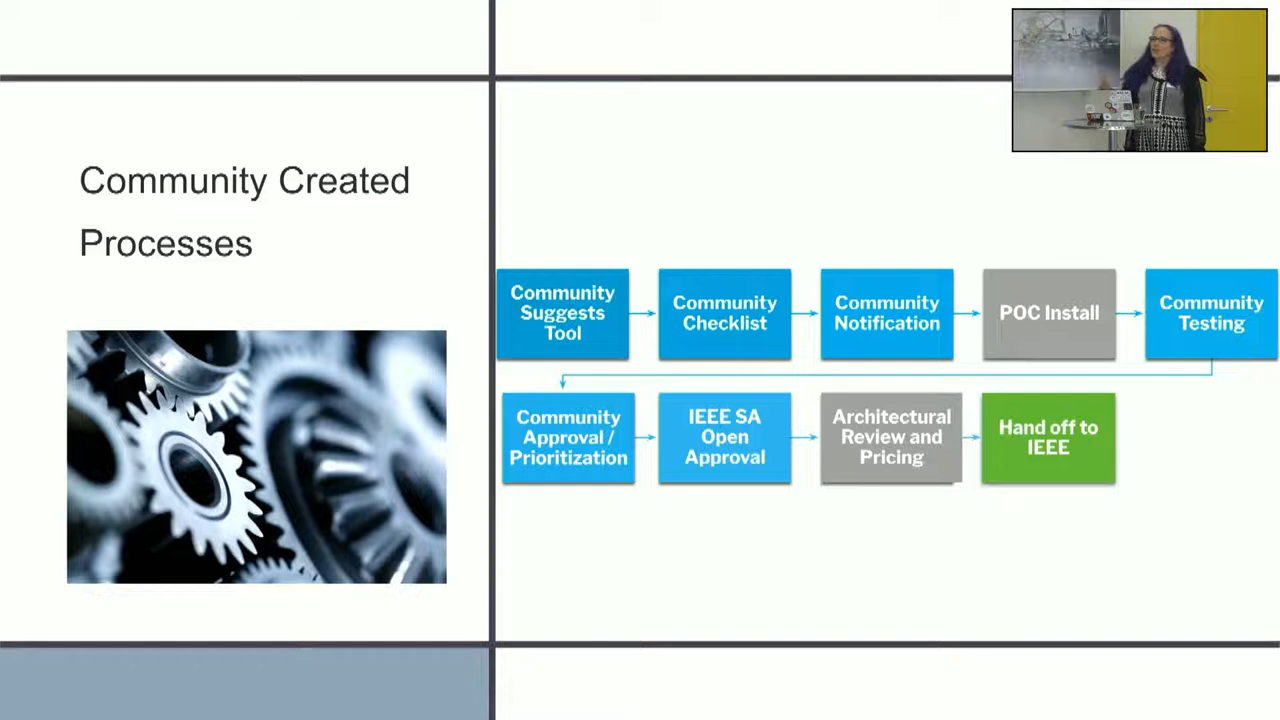 Community Created
Processes
Community
Suggests
Tool
Community
Checklist
Community
Notification
POC Install
Community
Testing
Community
Approval /
Prioritization
IEEE SA
Open
Approval
Architectural
Review and
Pricing
Hand off to
IEEE